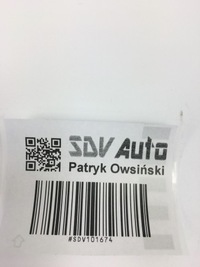 SDV Auto
Patryk Owsiński
#SDV101674